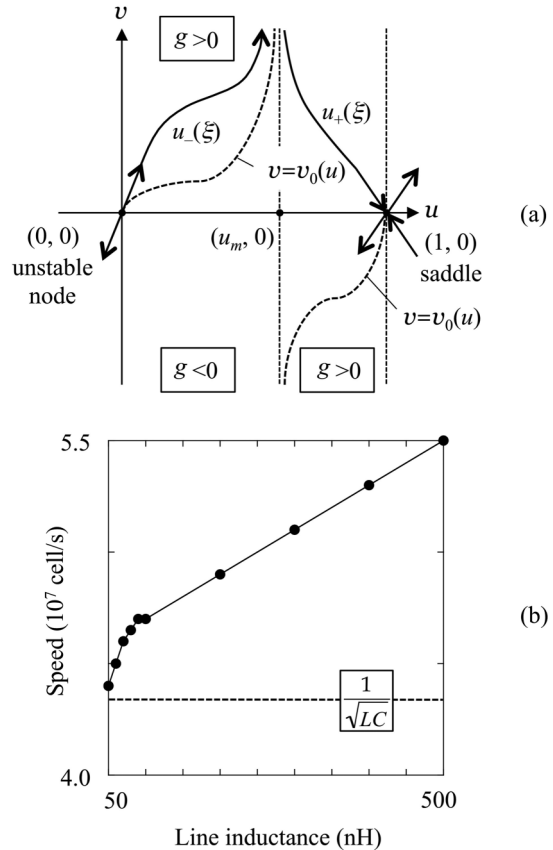 v
g>0
u₋(ξ)
u₊(ξ)
v=v₀(u)
u
(a)
(0, 0)
unstable
node
(uₘ, 0)
(1, 0)
saddle
v=v₀(u)
g<0
g>0
5.5
Speed (10⁷ cell/s)
(b)
1
√LC
4.0
50
500
Line inductance (nH)